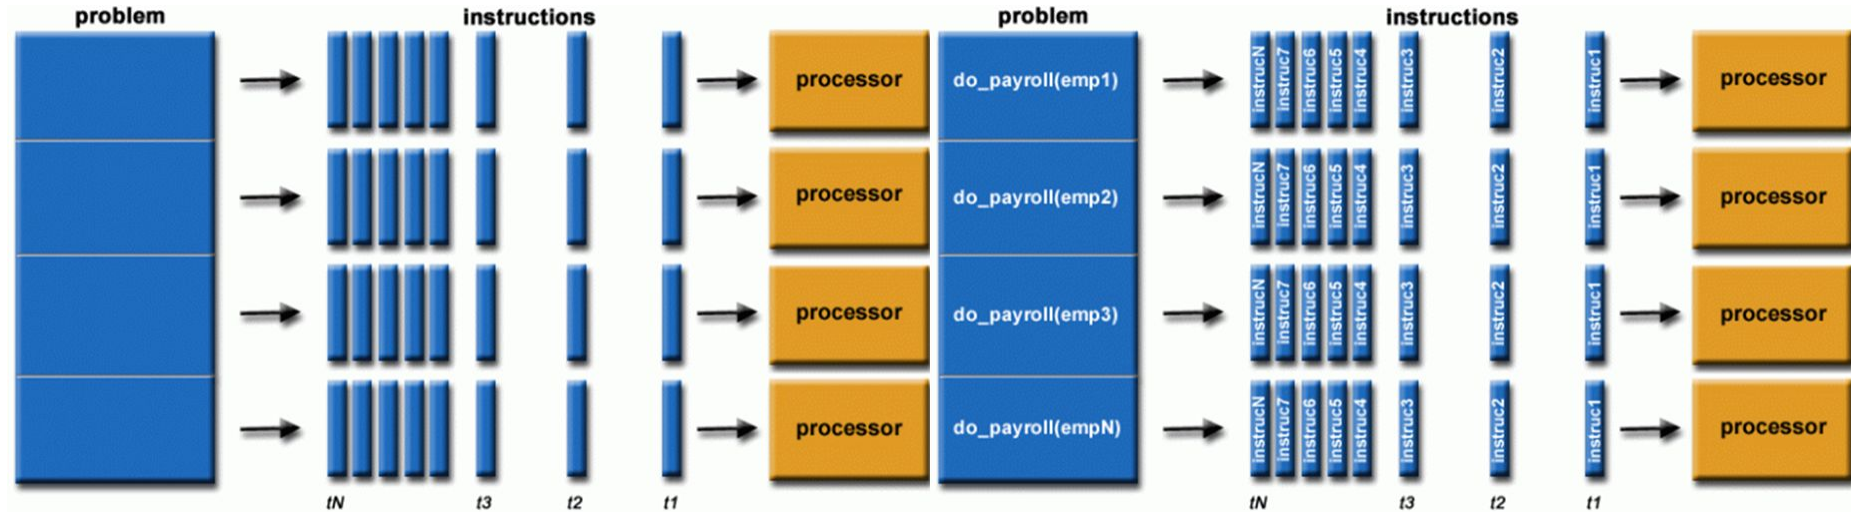 problem
instructions
processor
processor
processor
processor
tN t3 t2 t1
problem
instructions
do_payroll(emp1)
instrucN instruc7 instruc6 instruc5 instruc4 instruc3 instruc2 instruc1
processor
do_payroll(emp2)
instrucN instruc7 instruc6 instruc5 instruc4 instruc3 instruc2 instruc1
processor
do_payroll(emp3)
instrucN instruc7 instruc6 instruc5 instruc4 instruc3 instruc2 instruc1
processor
do_payroll(empN)
instrucN instruc7 instruc6 instruc5 instruc4 instruc3 instruc2 instruc1
processor
tN t3 t2 t1